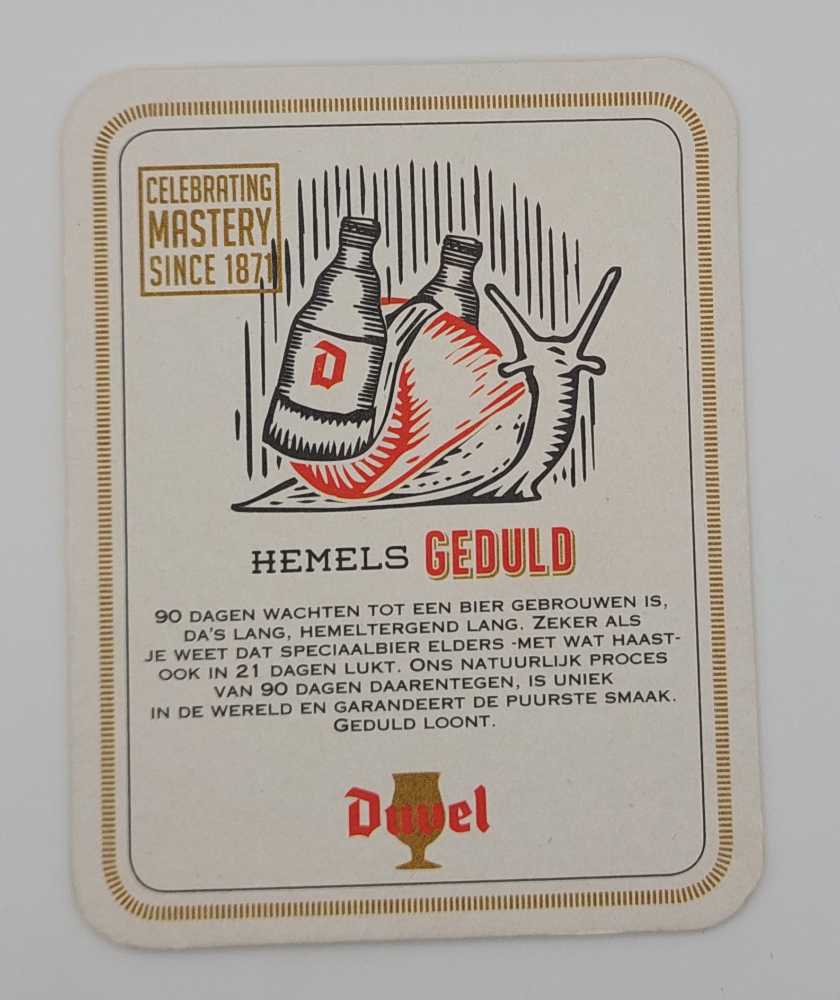 CELEBRATING
MASTERY
SINCE 1871
D
HEMELS GEDULD
90 DAGEN WACHTEN TOT EEN BIER GEBROUWEN IS,
DA'S LANG, HEMELTERGEND LANG. ZEKER ALS
JE WEET DAT SPECIAALBIER ELDERS -MET WAT HAAST-
OOK IN 21 DAGEN LUKT. ONS NATUURLIJK PROCES
VAN 90 DAGEN DAARENTEGEN, IS UNIEK
IN DE WERELD EN GARANDEERT DE PUURSTE SMAAK.
GEDULD LOONT.
Duvel